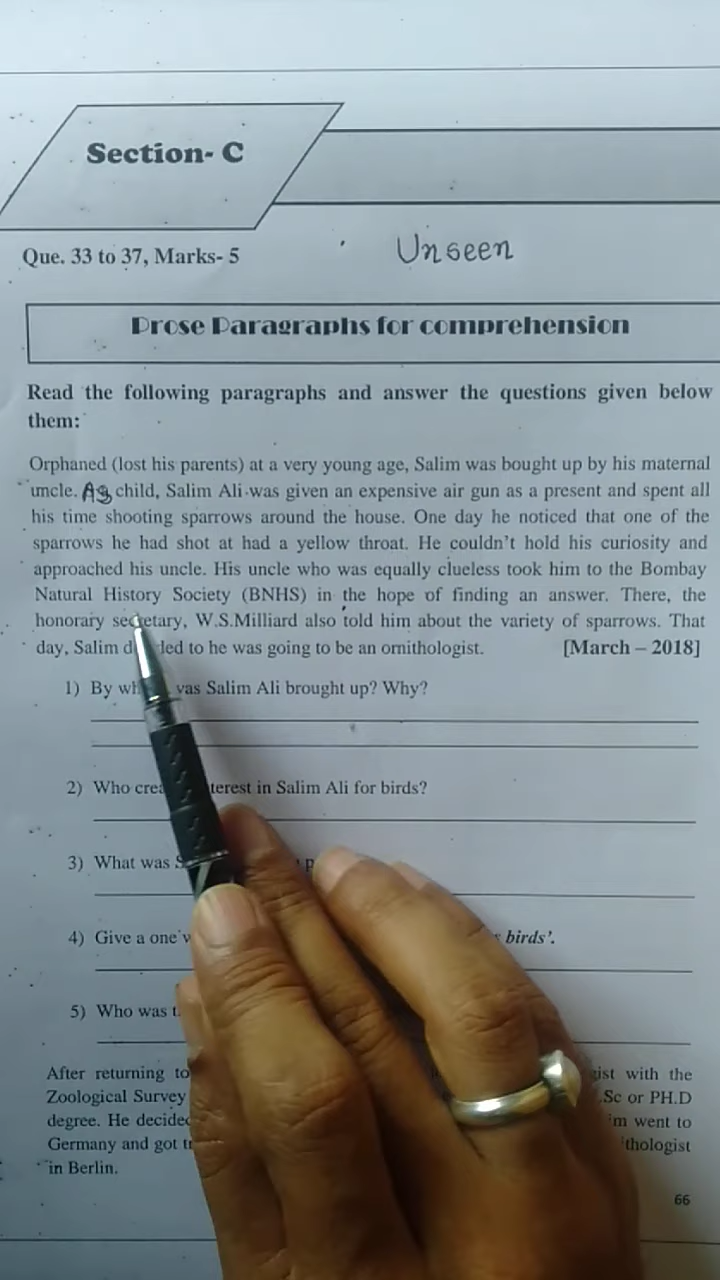 Section- C
Que. 33 to 37, Marks- 5
Unseen
Prose Paragraphs for comprehension
Read the following paragraphs and answer the questions given below
them:
Orphaned (lost his parents) at a very young age, Salim was bought up by his maternal
uncle. As child, Salim Ali was given an expensive air gun as a present and spent all
his time shooting sparrows around the house. One day he noticed that one of the
sparrows he had shot at had a yellow throat. He couldn't hold his curiosity and
approached his uncle. His uncle who was equally clueless took him to the Bombay
Natural History Society (BNHS) in the hope of finding an answer. There, the
honorary secretary, W.S.Milliard also told him about the variety of sparrows. That
day, Salim to he was going to be an ornithologist. [March – 2018]
1) By Salim Ali brought up? Why?
2) Who in Salim Ali for birds?
3) What was
4) Give a one birds'.
5) Who was
After returning to with the
Zoological Survey .Sc or PH.D
degree. He went to
Germany and got
in Berlin.
66